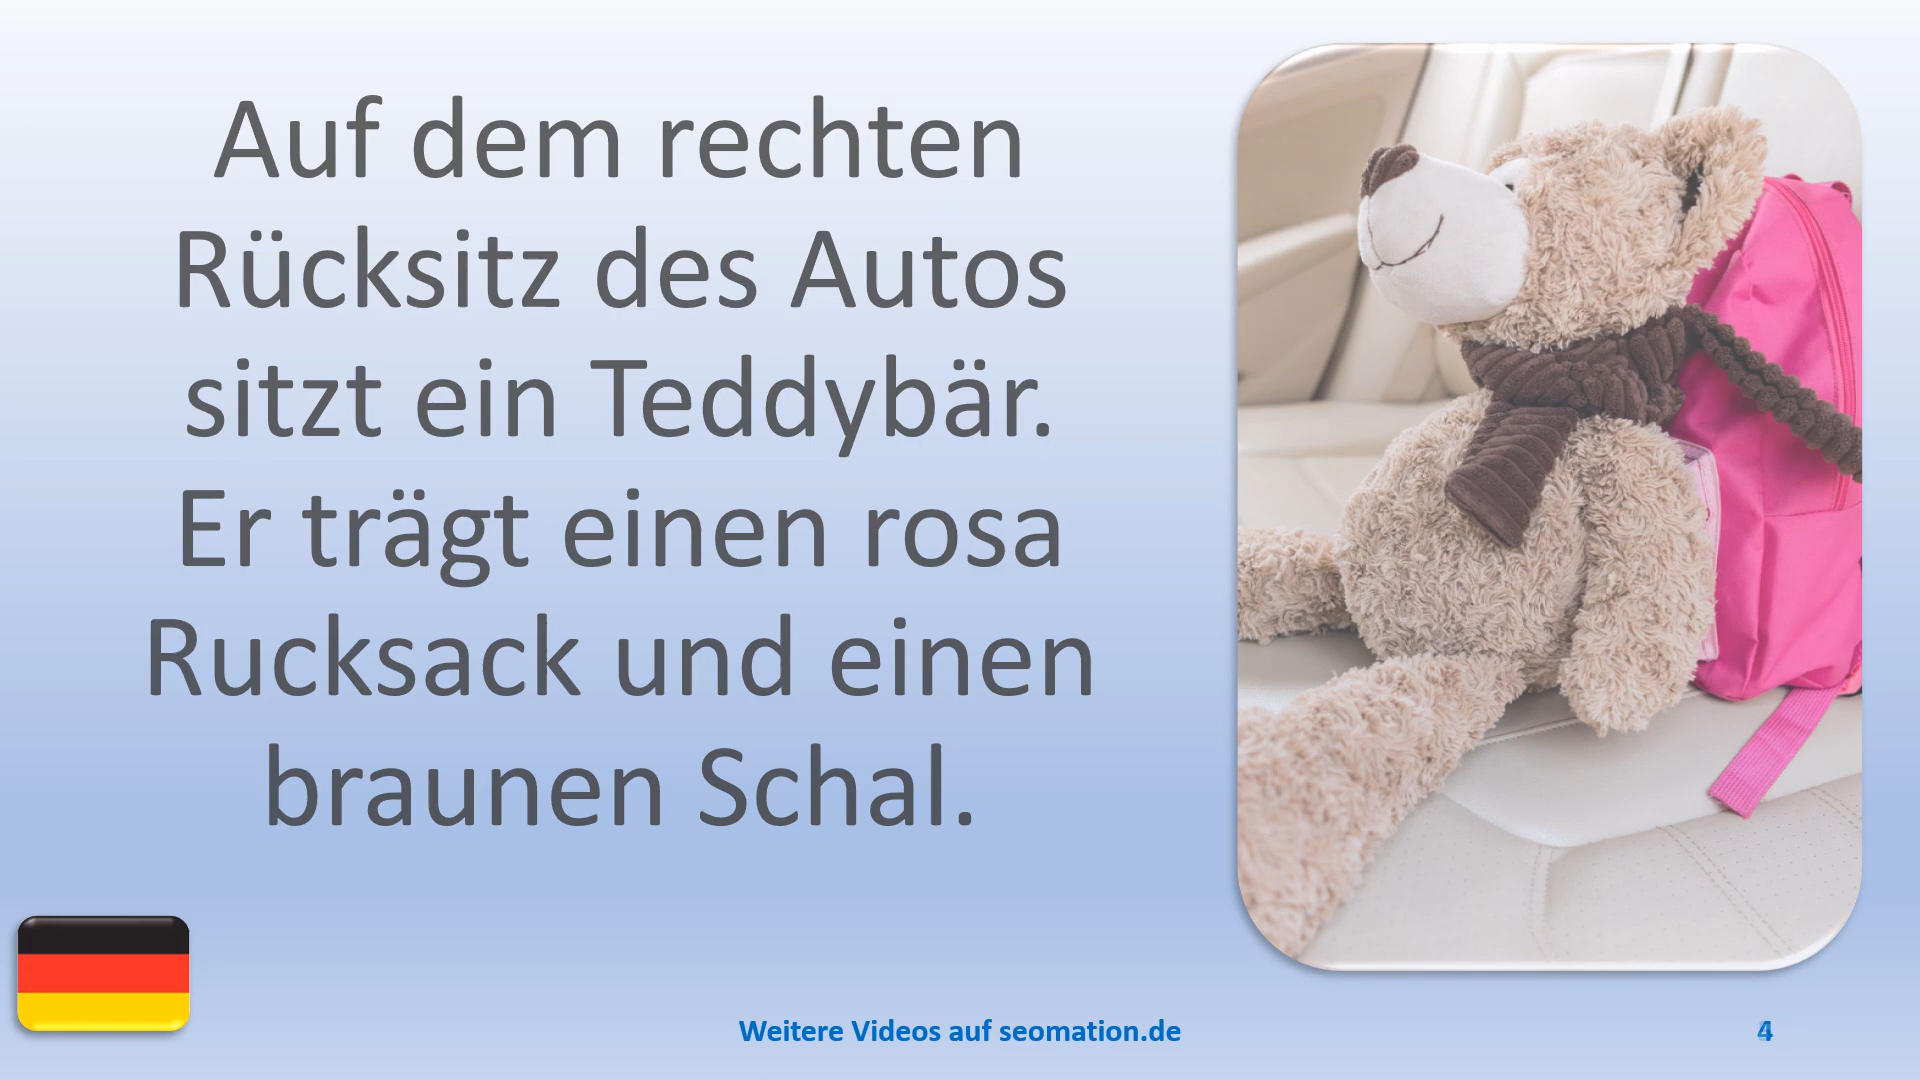 Auf dem rechten
Rücksitz des Autos
sitzt ein Teddybär.
Er trägt einen rosa
Rucksack und einen
braunen Schal.
Weitere Videos auf seomation.de
4